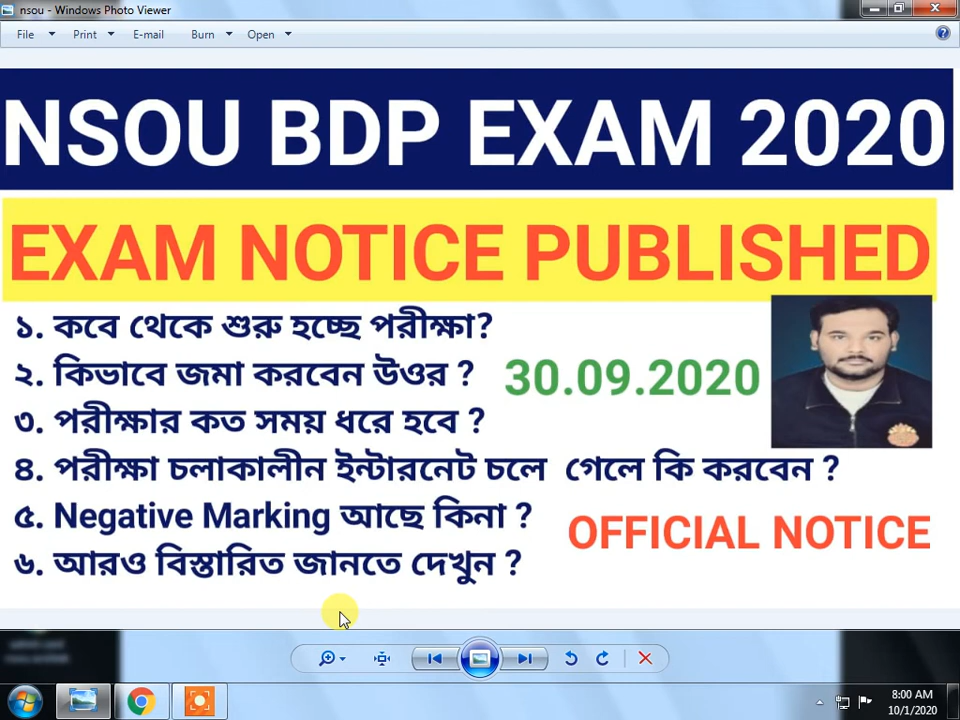 nsou - Windows Photo Viewer
File Print E-mail Burn Open
NSOU BDP EXAM 2020
EXAM NOTICE PUBLISHED
১. কবে থেকে শুরু হচ্ছে পরীক্ষা?
২. কিভাবে জমা করবেন উওর ?
30.09.2020
৩. পরীক্ষার কত সময় ধরে হবে ?
৪. পরীক্ষা চলাকালীন ইন্টারনেট চলে গেলে কি করবেন ?
৫. Negative Marking আছে কিনা ?
OFFICIAL NOTICE
৬. আরও বিস্তারিত জানতে দেখুন ?
8:00 AM
10/1/2020